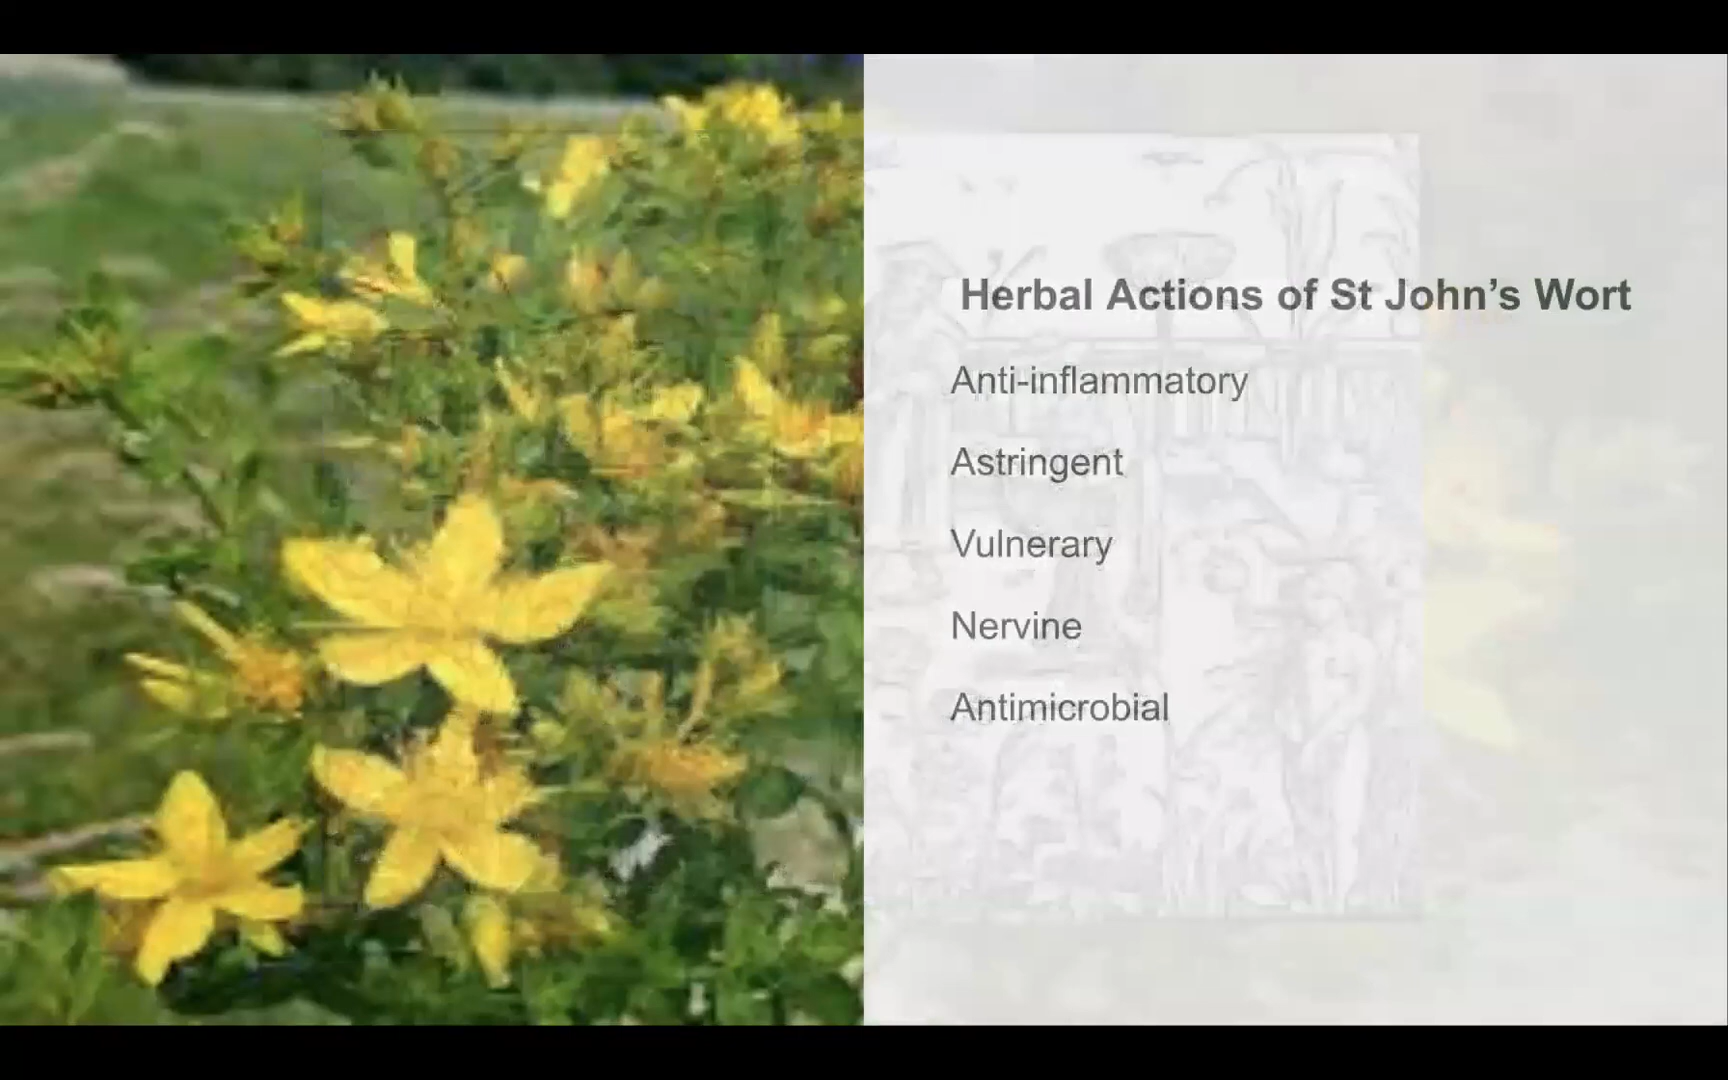 Herbal Actions of St John’s Wort
Anti-inflammatory
Astringent
Vulnerary
Nervine
Antimicrobial